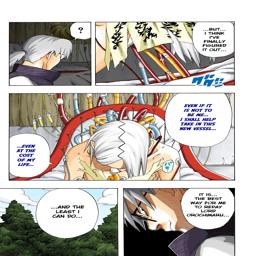 ?
...BUT...
I THINK
I'VE
FINALLY
FIGURED
IT OUT...
EVEN IF IT
IS NOT
TO BE
ME...
I SHALL HELP
TAKE IN THIS
NEW VESSEL...
...EVEN
AT THE
COST OF
MY
LIFE...
IT IS...
THE BEST
WAY FOR ME
TO REPAY
LORD
OROCHIMARU...
...AND THE
LEAST I
CAN DO...